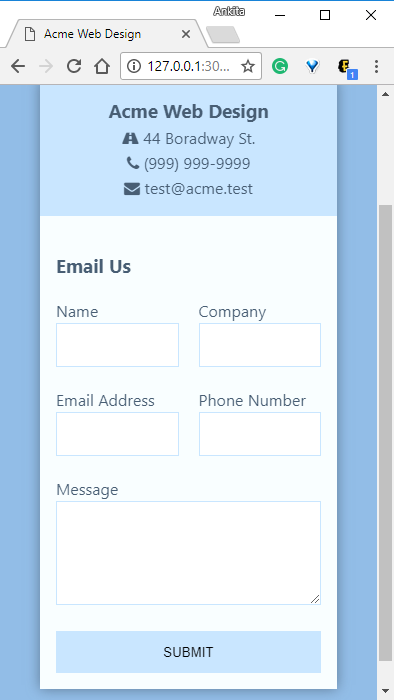 Ankita
Acme Web Design
127.0.0.1:30...
1
Acme Web Design
44 Boradway St.
(999) 999-9999
test@acme.test
Email Us
Name Company
Email Address Phone Number
Message
SUBMIT